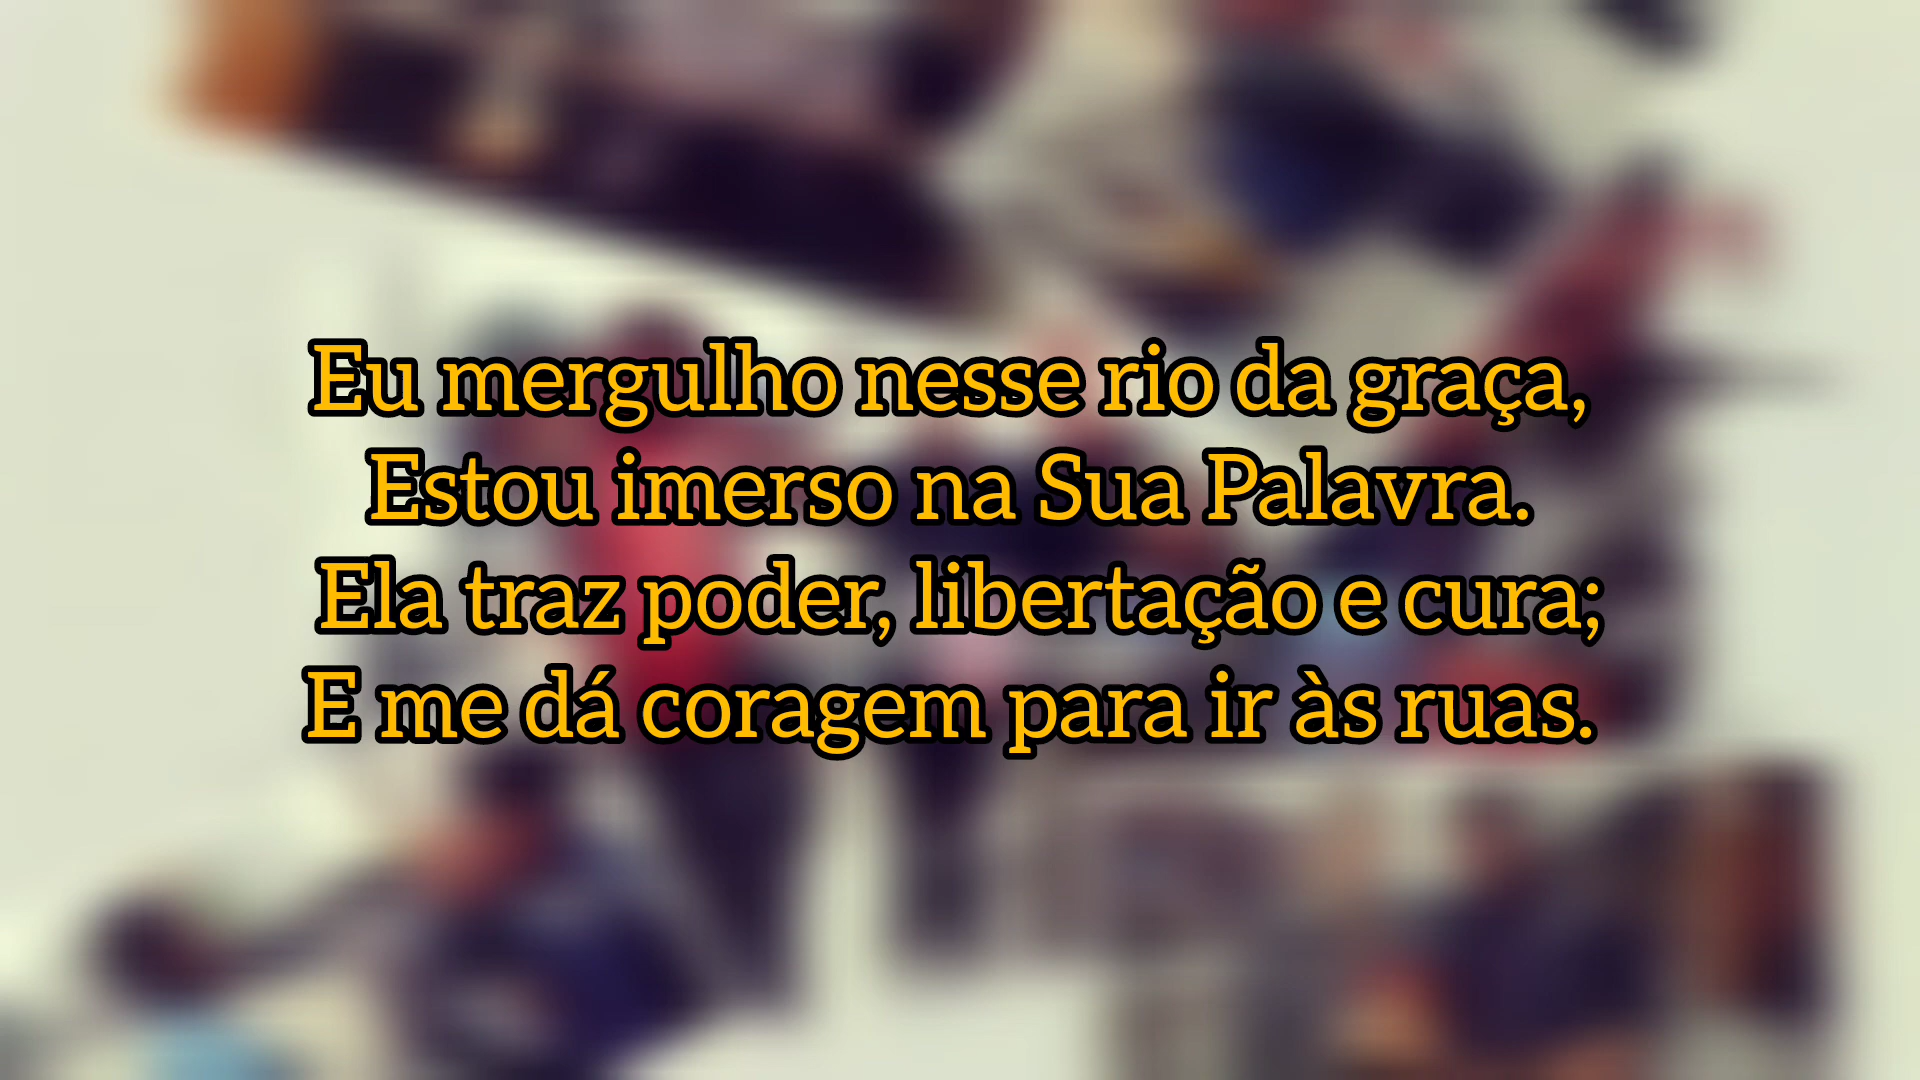 Eu mergulho nesse rio da graça,
Estou imerso na Sua Palavra.
Ela traz poder, libertação e cura;
E me dá coragem para ir às ruas.